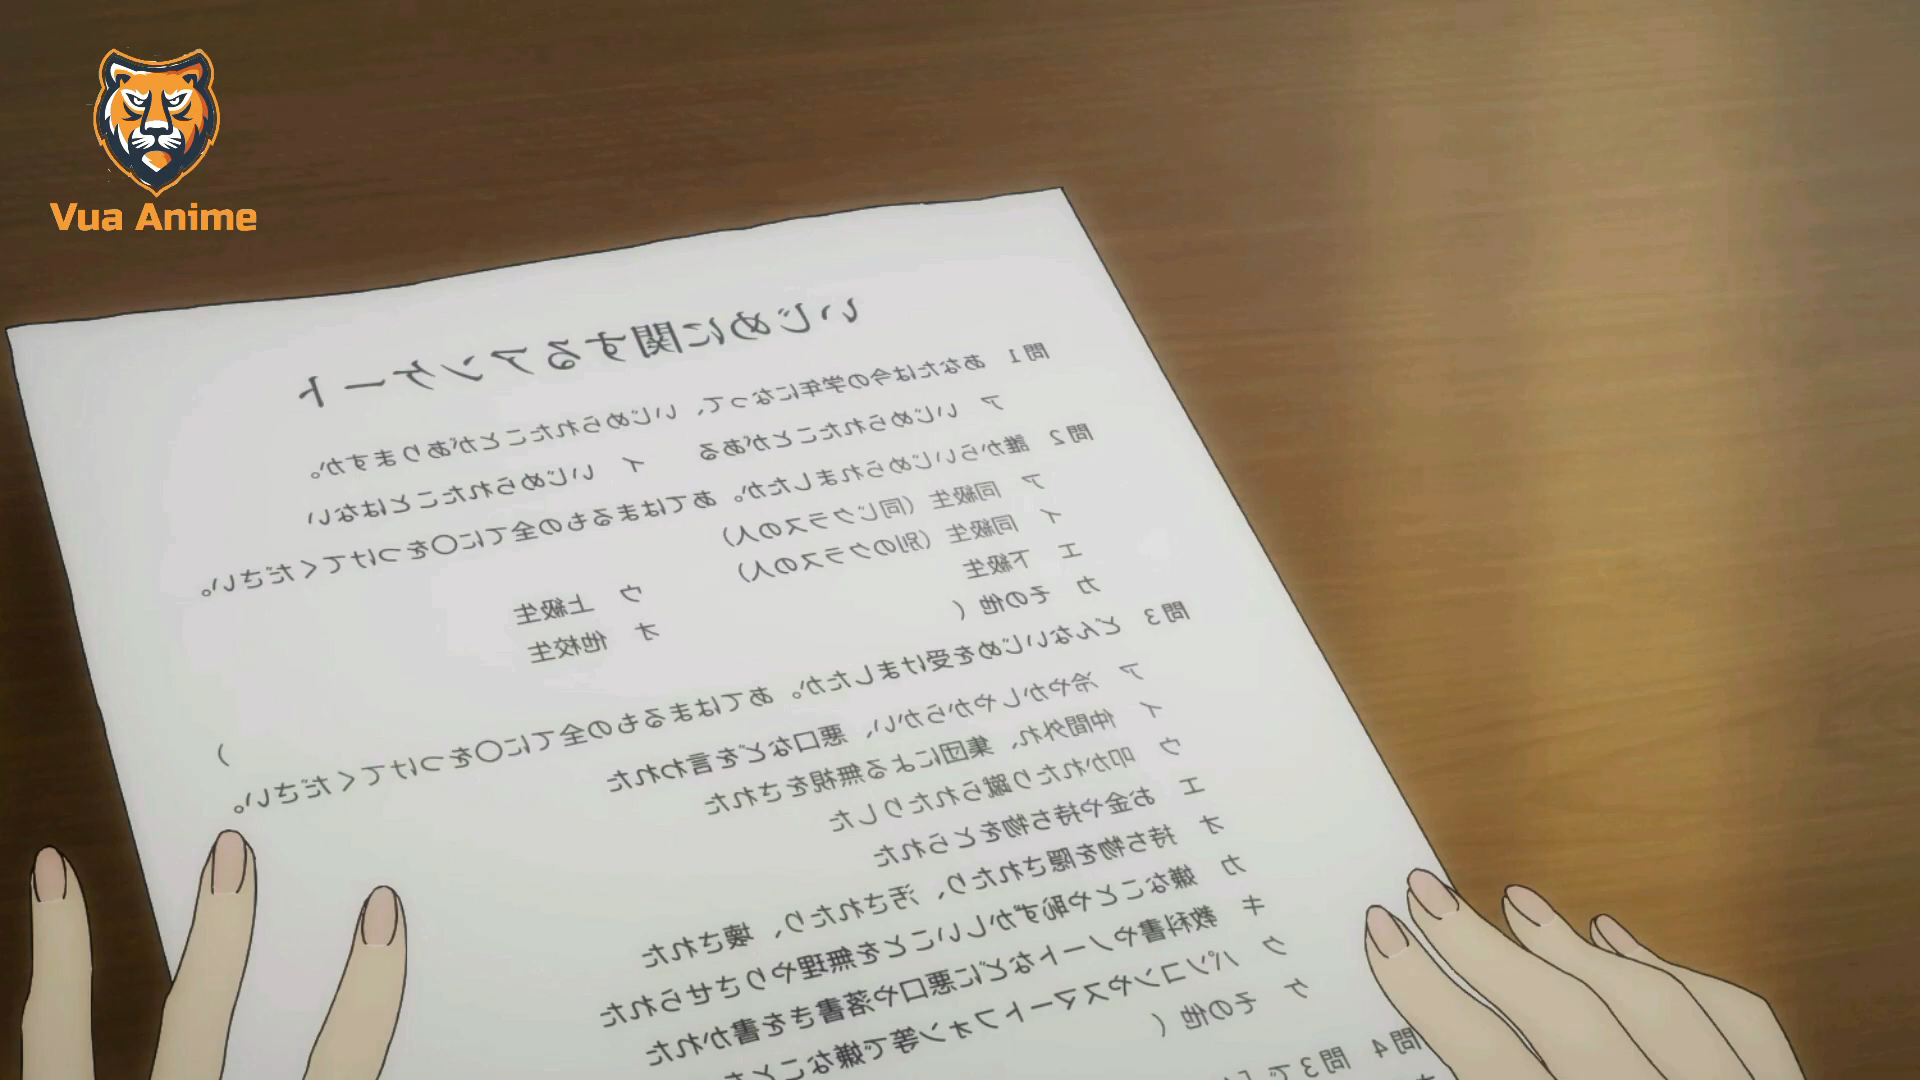 Vua Anime
いじめに関するアンケート
問1 あなたは今の学年になって、いじめられたことがありますか。
ア いじめられたことがある イ いじめられたことはない
問2 誰からいじめられましたか。あてはまるもの全てに〇をつけてください。
ア 同級生（同じクラスの人）
イ 同級生（別のクラスの人） ウ 上級生
エ 下級生 オ 他校生
カ その他（ ）
問3 どんないじめを受けましたか。あてはまるもの全てに〇をつけてください。
ア 冷やかしやからかい、悪口などを言われた
イ 仲間外れ、集団による無視をされた
ウ 叩かれたり蹴られたりした
エ お金や持ち物をとられた
オ 持ち物を隠されたり、汚されたり、壊された
カ 嫌なことや恥ずかしいことを無理やりさせられた
キ 教科書やノートなどに悪口や落書きを書かれた
ク パソコンやスマートフォン等で嫌なことを
ケ その他（
問4 問3で「